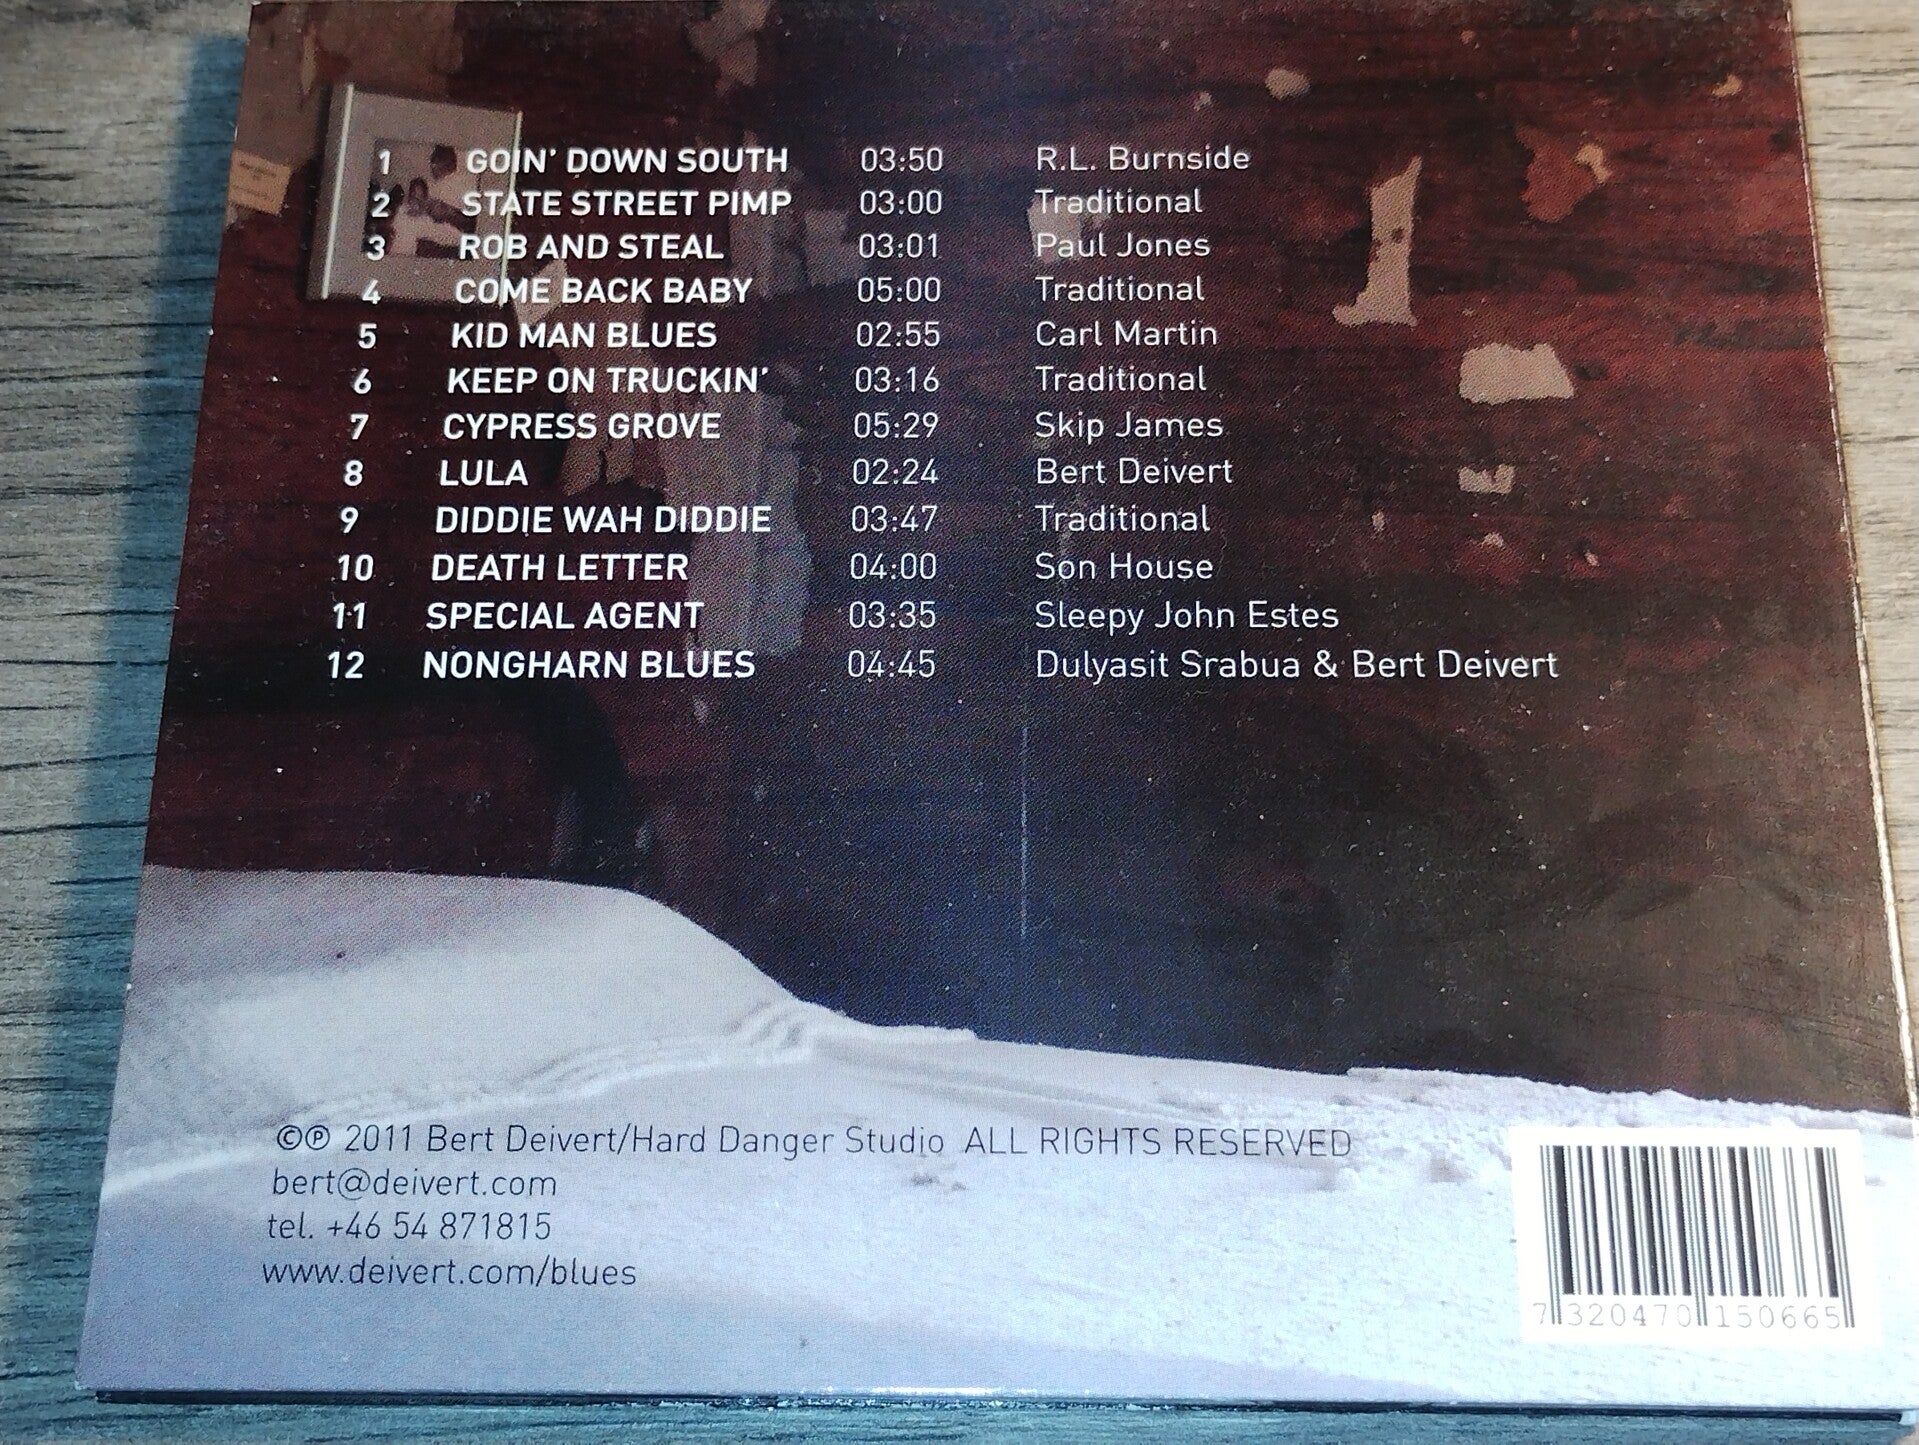 1 GOIN' DOWN SOUTH 03:50 R.L. Burnside
2 STATE STREET PIMP 03:00 Traditional
3 ROB AND STEAL 03:01 Paul Jones
4 COME BACK BABY 05:00 Traditional
5 KID MAN BLUES 02:55 Carl Martin
6 KEEP ON TRUCKIN' 03:16 Traditional
7 CYPRESS GROVE 05:29 Skip James
8 LULA 02:24 Bert Deivert
9 DIDDIE WAH DIDDIE 03:47 Traditional
10 DEATH LETTER 04:00 Son House
11 SPECIAL AGENT 03:35 Sleepy John Estes
12 NONGHARN BLUES 04:45 Dulyasit Srabua & Bert Deivert
©℗ 2011 Bert Deivert/Hard Danger Studio ALL RIGHTS RESERVED
bert@deivert.com
tel. +46 54 871815
www.deivert.com/blues
7 320470 150665